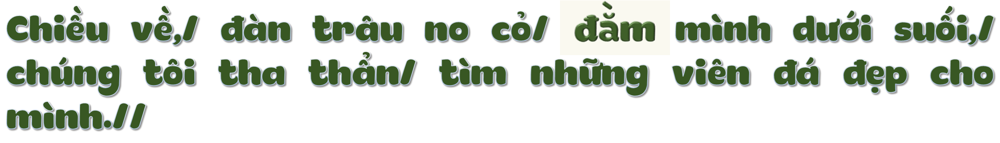 Chiều về,/ đàn trâu no cỏ/ đằm mình dưới suối,/
chúng tôi tha thẩn/ tìm những viên đá đẹp cho
mình.//